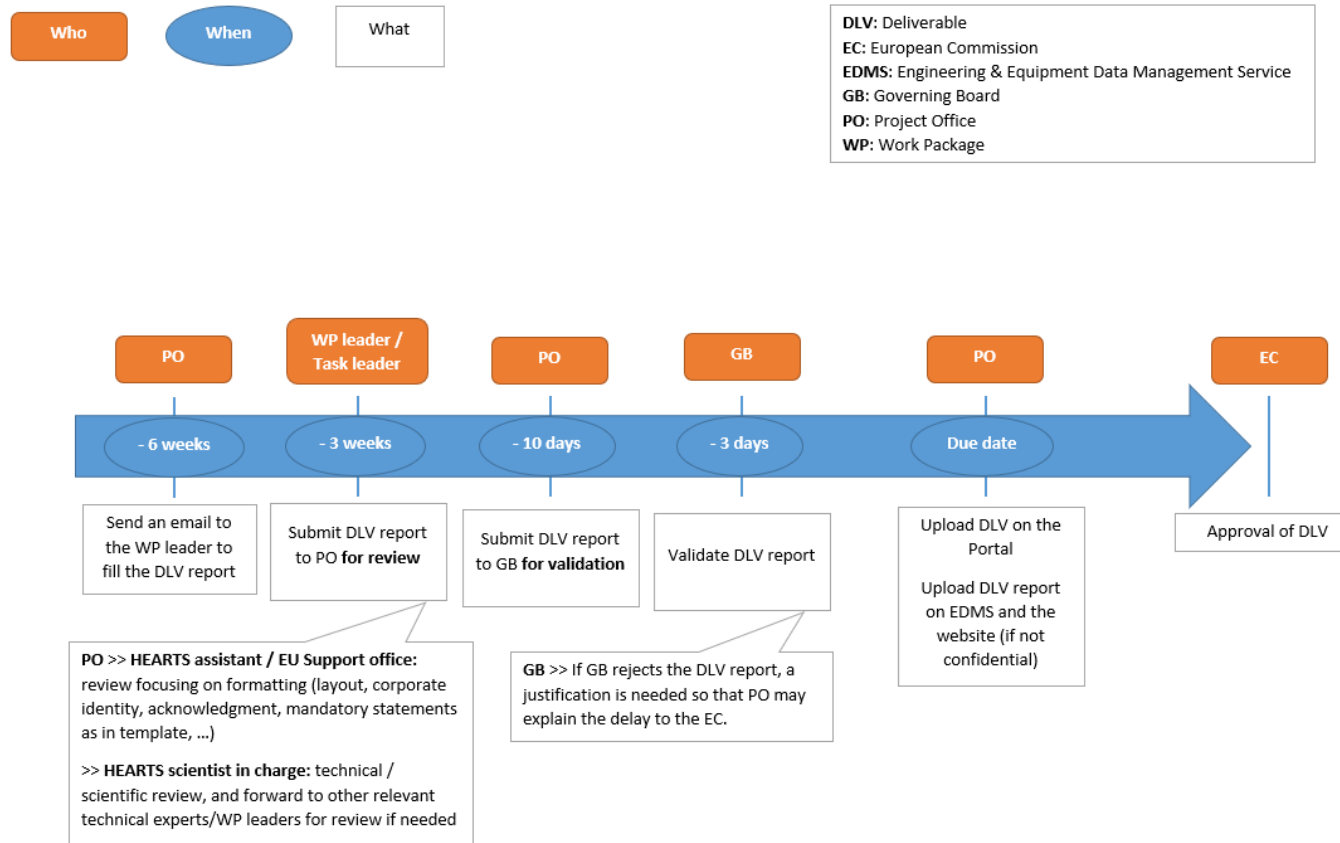 Who
When
What
DLV: Deliverable
EC: European Commission
EDMS: Engineering & Equipment Data Management Service
GB: Governing Board
PO: Project Office
WP: Work Package
PO
WP leader /
Task leader
PO
GB
PO
EC
- 6 weeks
- 3 weeks
- 10 days
- 3 days
Due date
Send an email to
the WP leader to
fill the DLV report
Submit DLV report
to PO for review
Submit DLV report
to GB for validation
Validate DLV report
Upload DLV on the
Portal
Upload DLV report
on EDMS and the
website (if not
confidential)
Approval of DLV
PO >> HEARTS assistant / EU Support office:
review focusing on formatting (layout, corporate
identity, acknowledgment, mandatory statements
as in template, …)
>> HEARTS scientist in charge: technical /
scientific review, and forward to other relevant
technical experts/WP leaders for review if needed
GB >> If GB rejects the DLV report, a
justification is needed so that PO may
explain the delay to the EC.